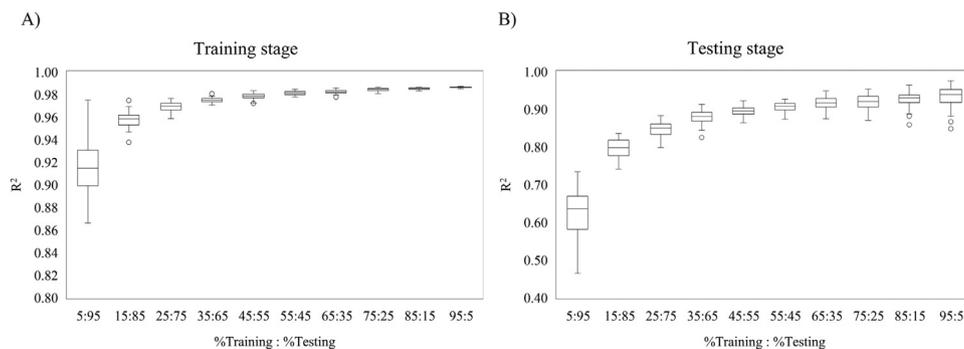 A)
Training stage
R²
1.00
0.98
0.96
0.94
0.92
0.90
0.88
0.86
0.84
0.82
0.80
5:95 15:85 25:75 35:65 45:55 55:45 65:35 75:25 85:15 95:5
%Training : %Testing
B)
Testing stage
R²
1.00
0.90
0.80
0.70
0.60
0.50
0.40
5:95 15:85 25:75 35:65 45:55 55:45 65:35 75:25 85:15 95:5
%Training : %Testing